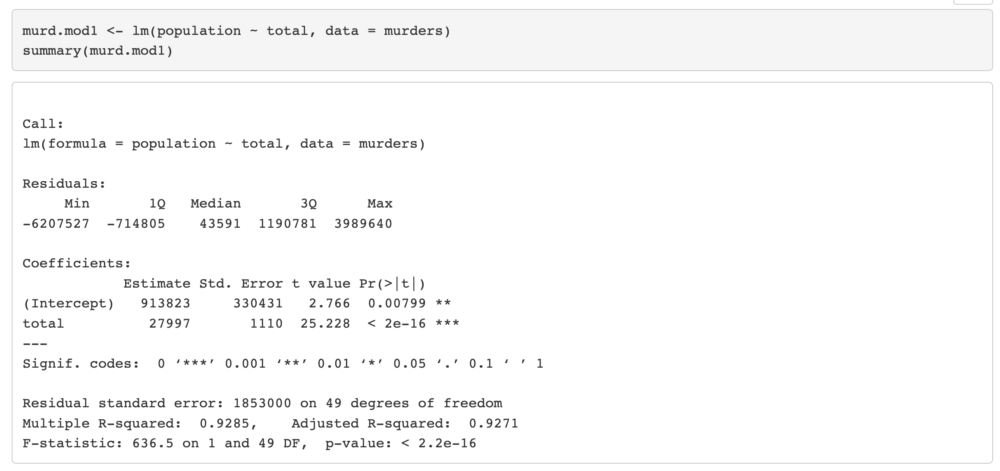 murd.mod1 <- lm(population ~ total, data = murders)
summary(murd.mod1)
Call:
lm(formula = population ~ total, data = murders)
Residuals:
     Min       1Q   Median       3Q      Max
-6207527  -714805    43591  1190781  3989640
Coefficients:
            Estimate Std. Error t value Pr(>|t|)
(Intercept)   913823     330431   2.766  0.00799 **
total          27997       1110  25.228  < 2e-16 ***
---
Signif. codes:  0 ‘***’ 0.001 ‘**’ 0.01 ‘*’ 0.05 ‘.’ 0.1 ‘ ’ 1
Residual standard error: 1853000 on 49 degrees of freedom
Multiple R-squared:  0.9285,    Adjusted R-squared:  0.9271
F-statistic: 636.5 on 1 and 49 DF,  p-value: < 2.2e-16